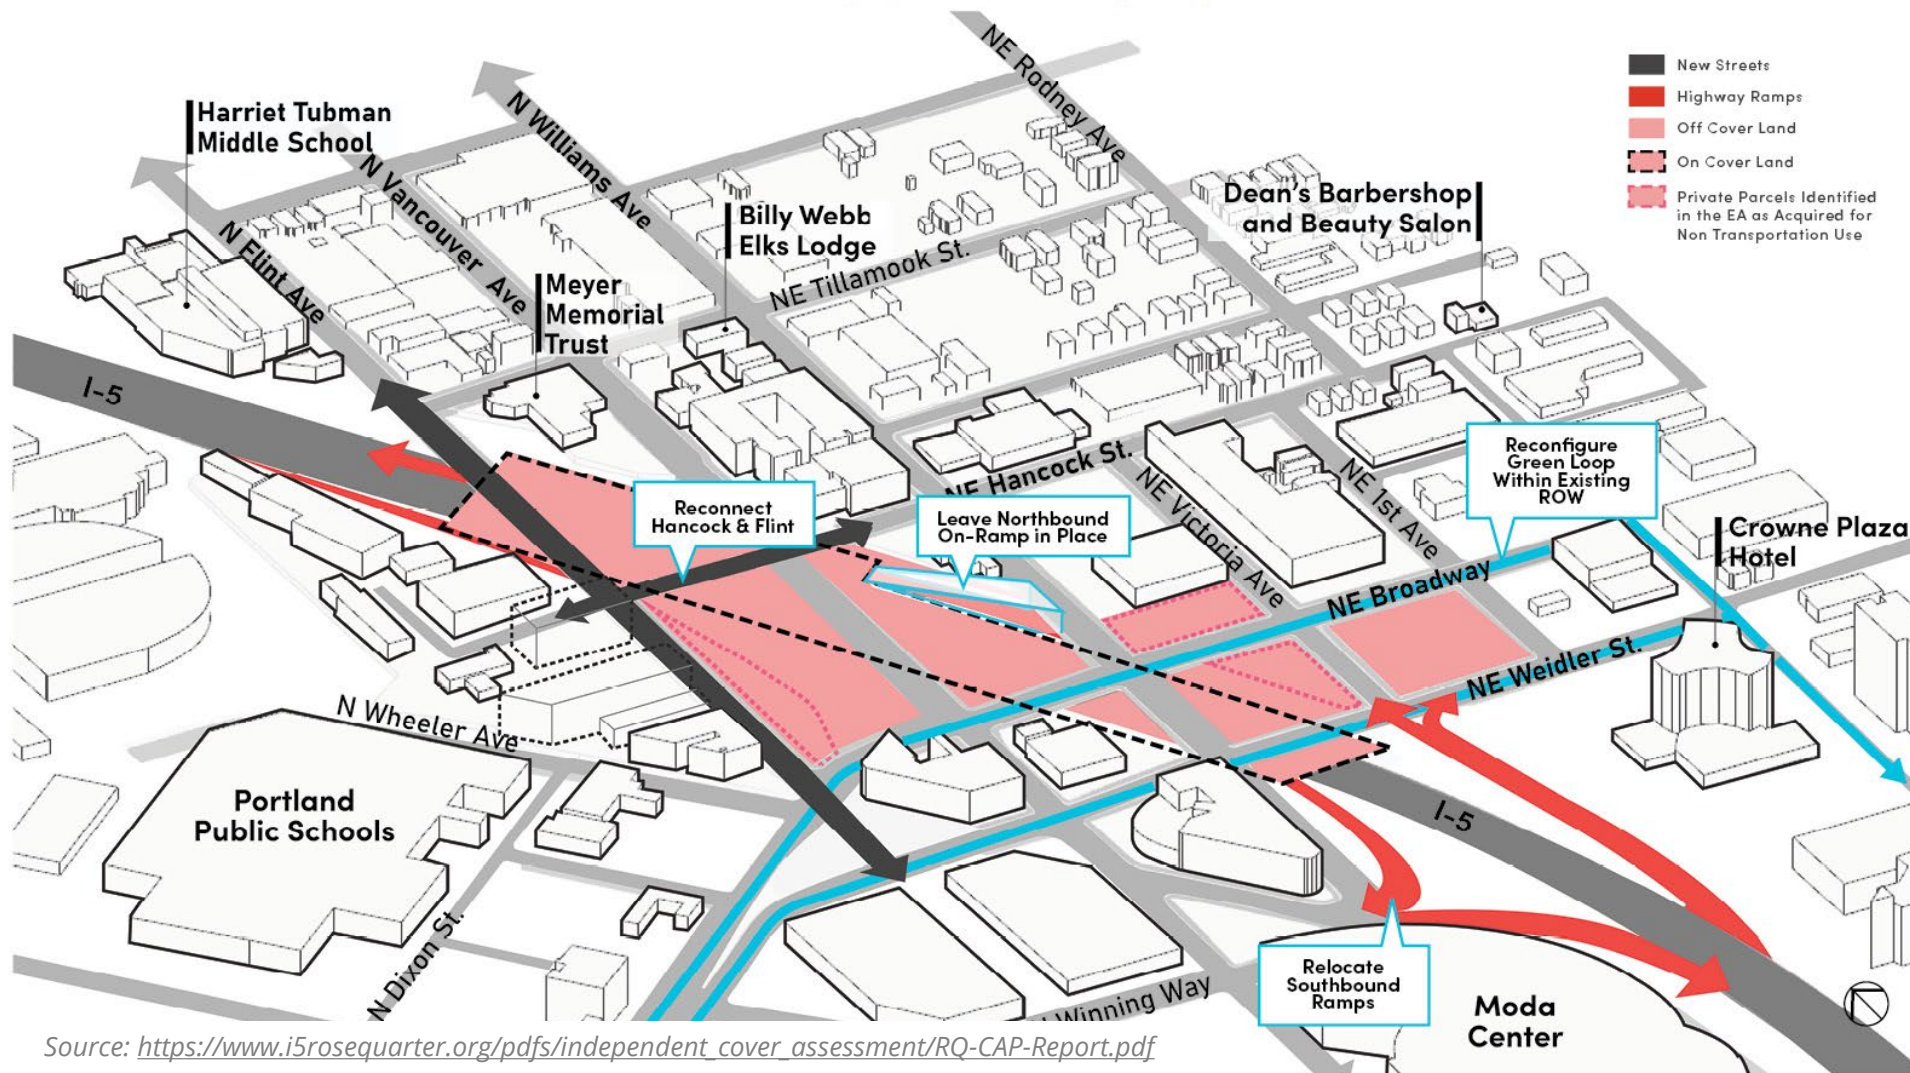 NE Rodney Ave
New Streets
Highway Ramps
Off Cover Land
On Cover Land
Private Parcels Identified
in the EA as Acquired for
Non Transportation Use
Harriet Tubman
Middle School
N Williams Ave
N Vancouver Ave
N Flint Ave
Billy Webb
Elks Lodge
Dean's Barbershop
and Beauty Salon
NE Tillamook St.
Meyer
Memorial
Trust
I-5
Reconnect
Hancock & Flint
NE Hancock St.
Leave Northbound
On-Ramp in Place
NE Victoria Ave
NE 1st Ave
Reconfigure
Green Loop
Within Existing
ROW
Crowne Plaza
Hotel
NE Broadway
NE Weidler St.
N Wheeler Ave
Portland
Public Schools
I-5
N Dixon St.
N Winning Way
Relocate
Southbound
Ramps
Moda
Center
Source: https://www.i5rosequarter.org/pdfs/independent_cover_assessment/RQ-CAP-Report.pdf